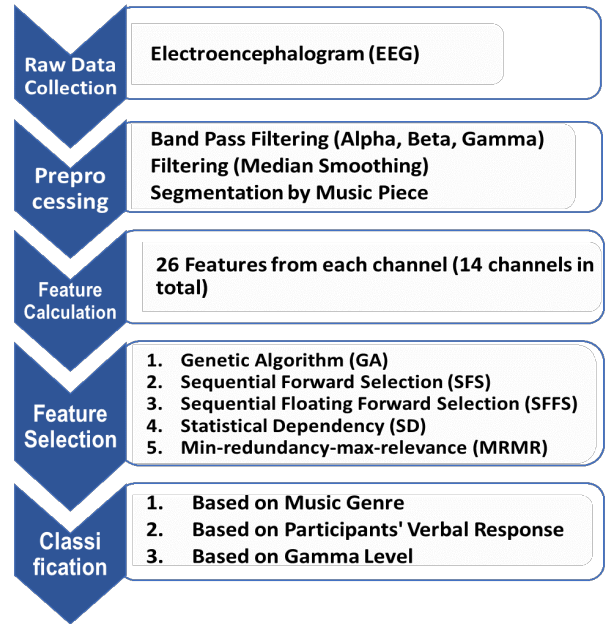 Raw Data
Collection
Electroencephalogram (EEG)
Prepro
cessing
Band Pass Filtering (Alpha, Beta, Gamma)
Filtering (Median Smoothing)
Segmentation by Music Piece
Feature
Calculation
26 Features from each channel (14 channels in
total)
Feature
Selection
1. Genetic Algorithm (GA)
2. Sequential Forward Selection (SFS)
3. Sequential Floating Forward Selection (SFFS)
4. Statistical Dependency (SD)
5. Min-redundancy-max-relevance (MRMR)
Classi
fication
1. Based on Music Genre
2. Based on Participants' Verbal Response
3. Based on Gamma Level